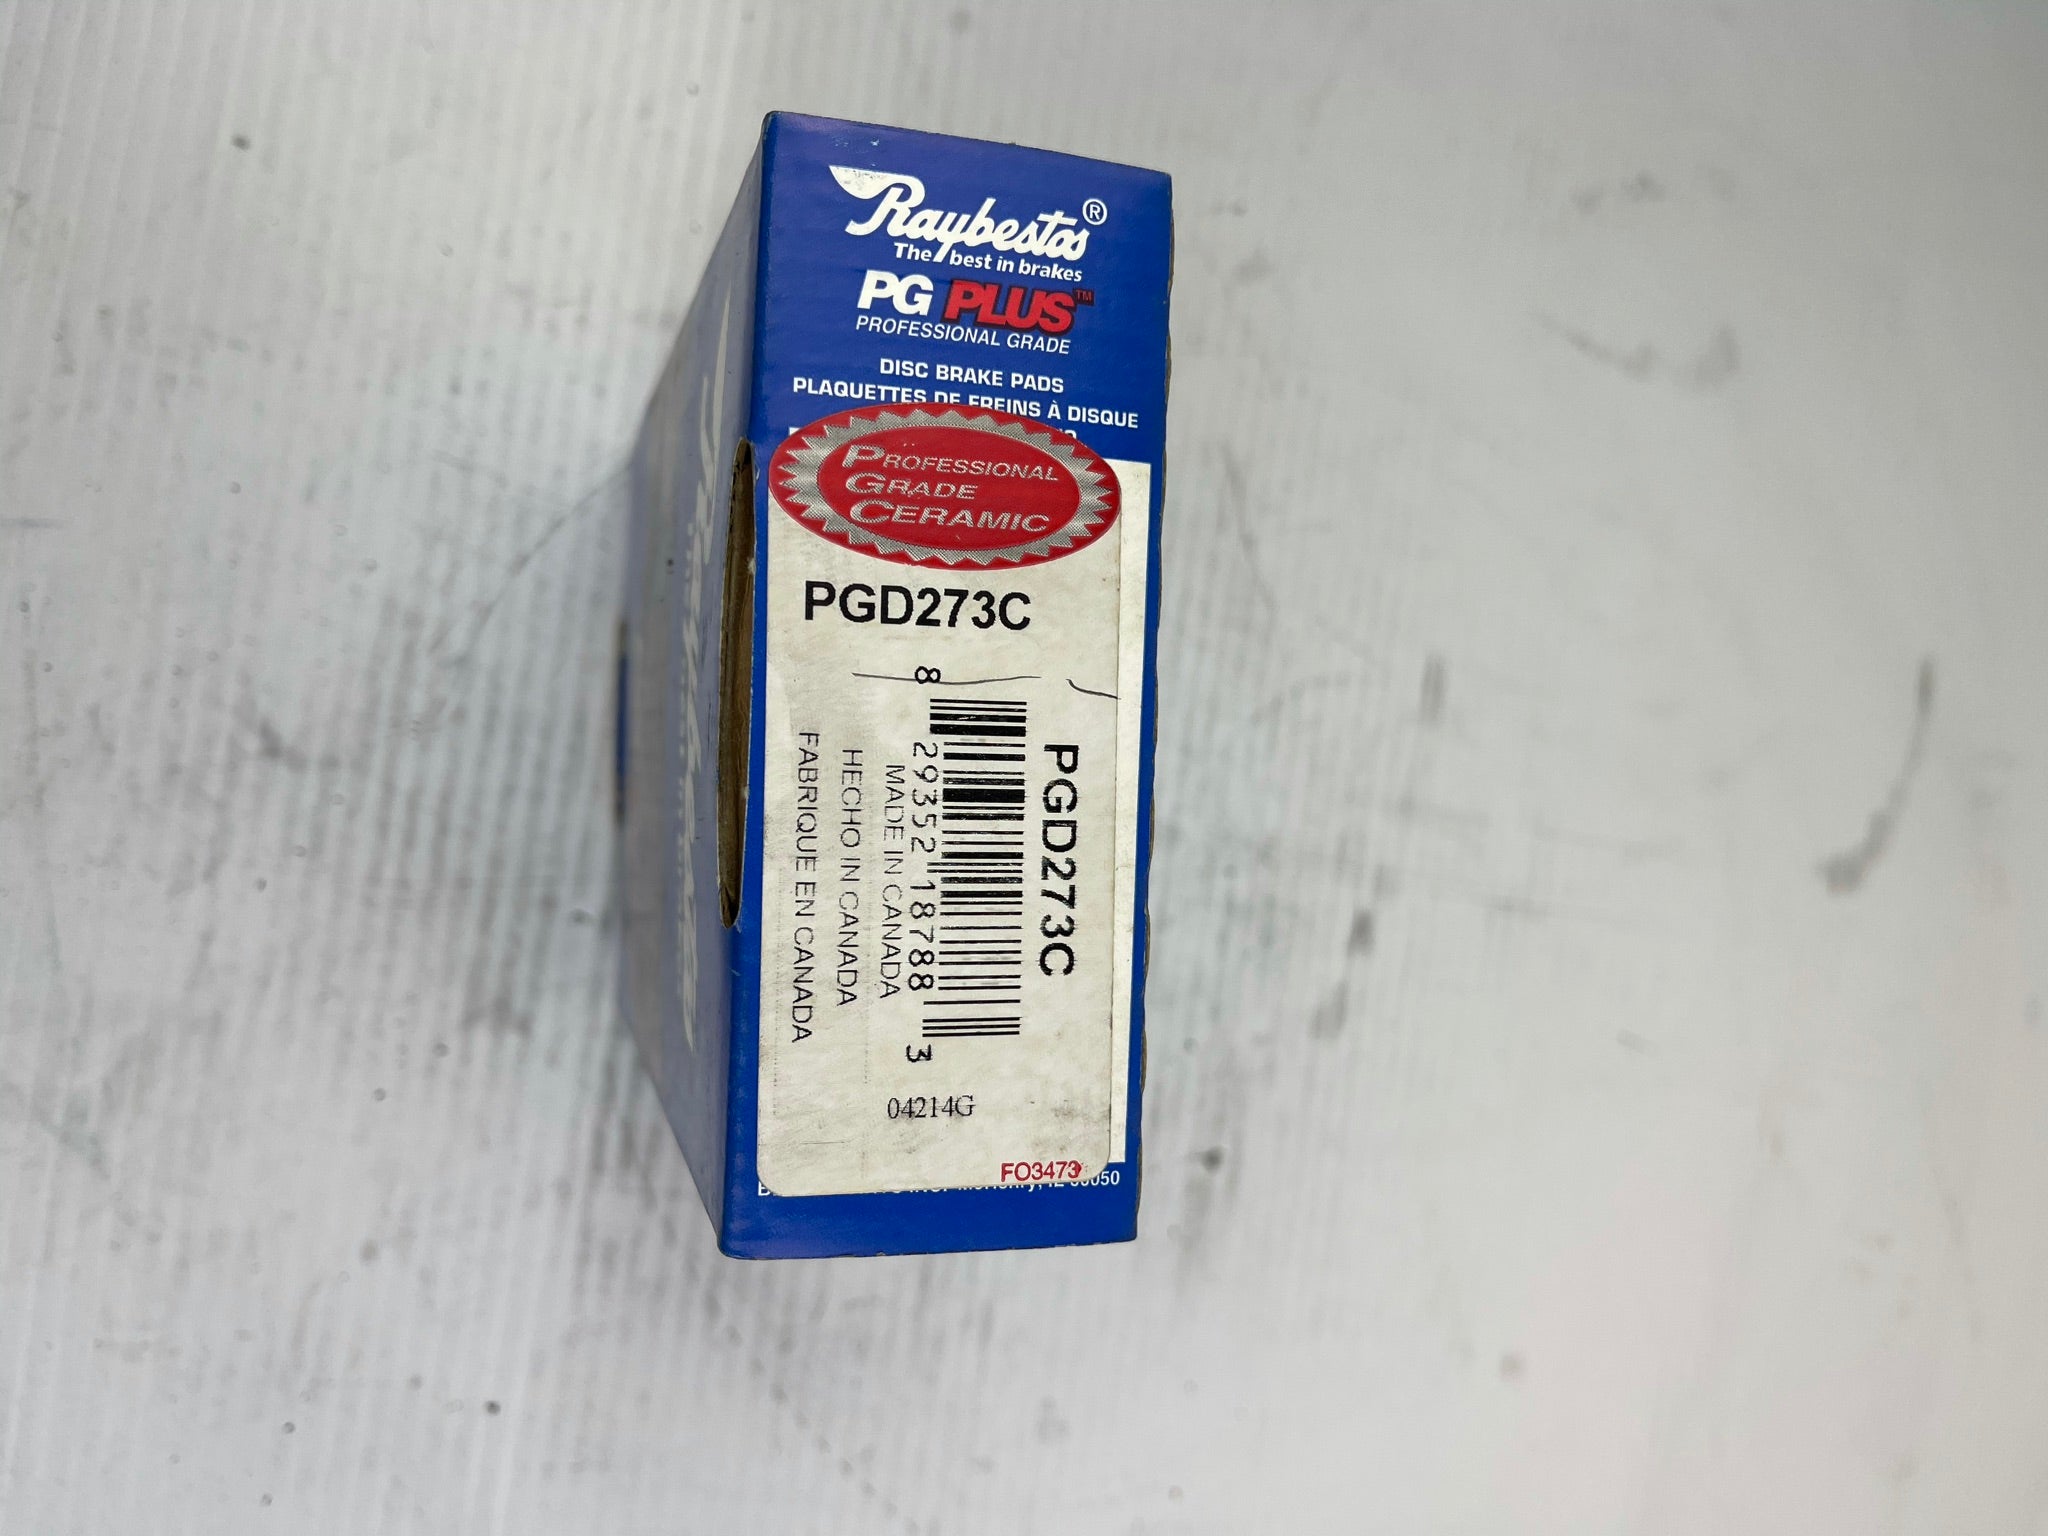 Raybestos®
The best in brakes
PG PLUS™
PROFESSIONAL GRADE
DISC BRAKE PADS
PLAQUETTES DE FREINS À DISQUE
PROFESSIONAL
GRADE
CERAMIC
PGD273C
PGD273C
8 29352 18788 3
MADE IN CANADA
HECHO IN CANADA
FABRIQUE EN CANADA
04214G
FO3473